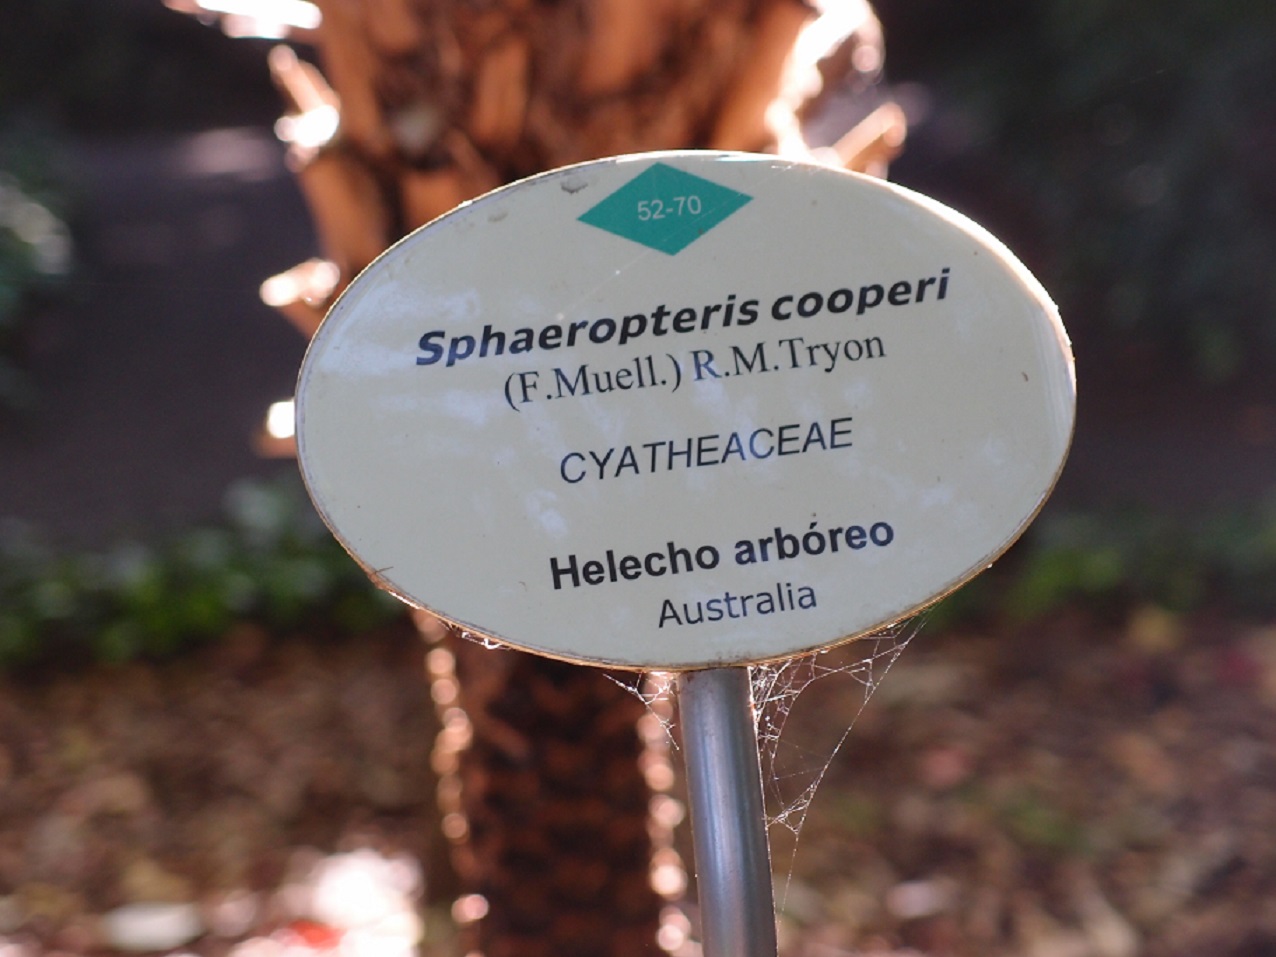 52-70
Sphaeropteris cooperi
(F.Muell.) R.M.Tryon
CYATHEACEAE
Helecho arbóreo
Australia